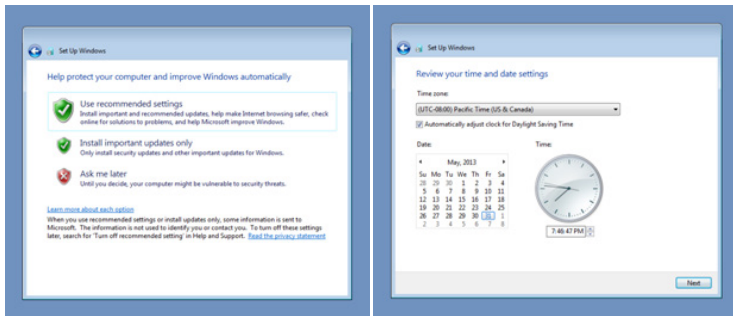 Set Up Windows
Help protect your computer and improve Windows automatically
Use recommended settings
Install important and recommended updates, help make Internet browsing safer, check
online for solutions to problems, and help Microsoft improve Windows.
Install important updates only
Only install security updates and other important updates for Windows.
Ask me later
Until you decide, your computer might be vulnerable to security threats.
Learn more about each option
When you use recommended settings or install updates only, some information is sent to
Microsoft. The information is not used to identify you or contact you. To turn off these settings
later, search for 'Turn off recommended setting' in Help and Support. Read the privacy statement
Set Up Windows
Review your time and date settings
Time zone:
(UTC-08:00) Pacific Time (US & Canada)
Automatically adjust clock for Daylight Saving Time
Date: Time:
May, 2013
Su Mo Tu We Th Fr Sa
28 29 30 1 2 3 4
5 6 7 8 9 10 11
12 13 14 15 16 17 18
19 20 21 22 23 24 25
26 27 28 29 30 31 1
2 3 4 5 6 7 8
7:46:47 PM
Next